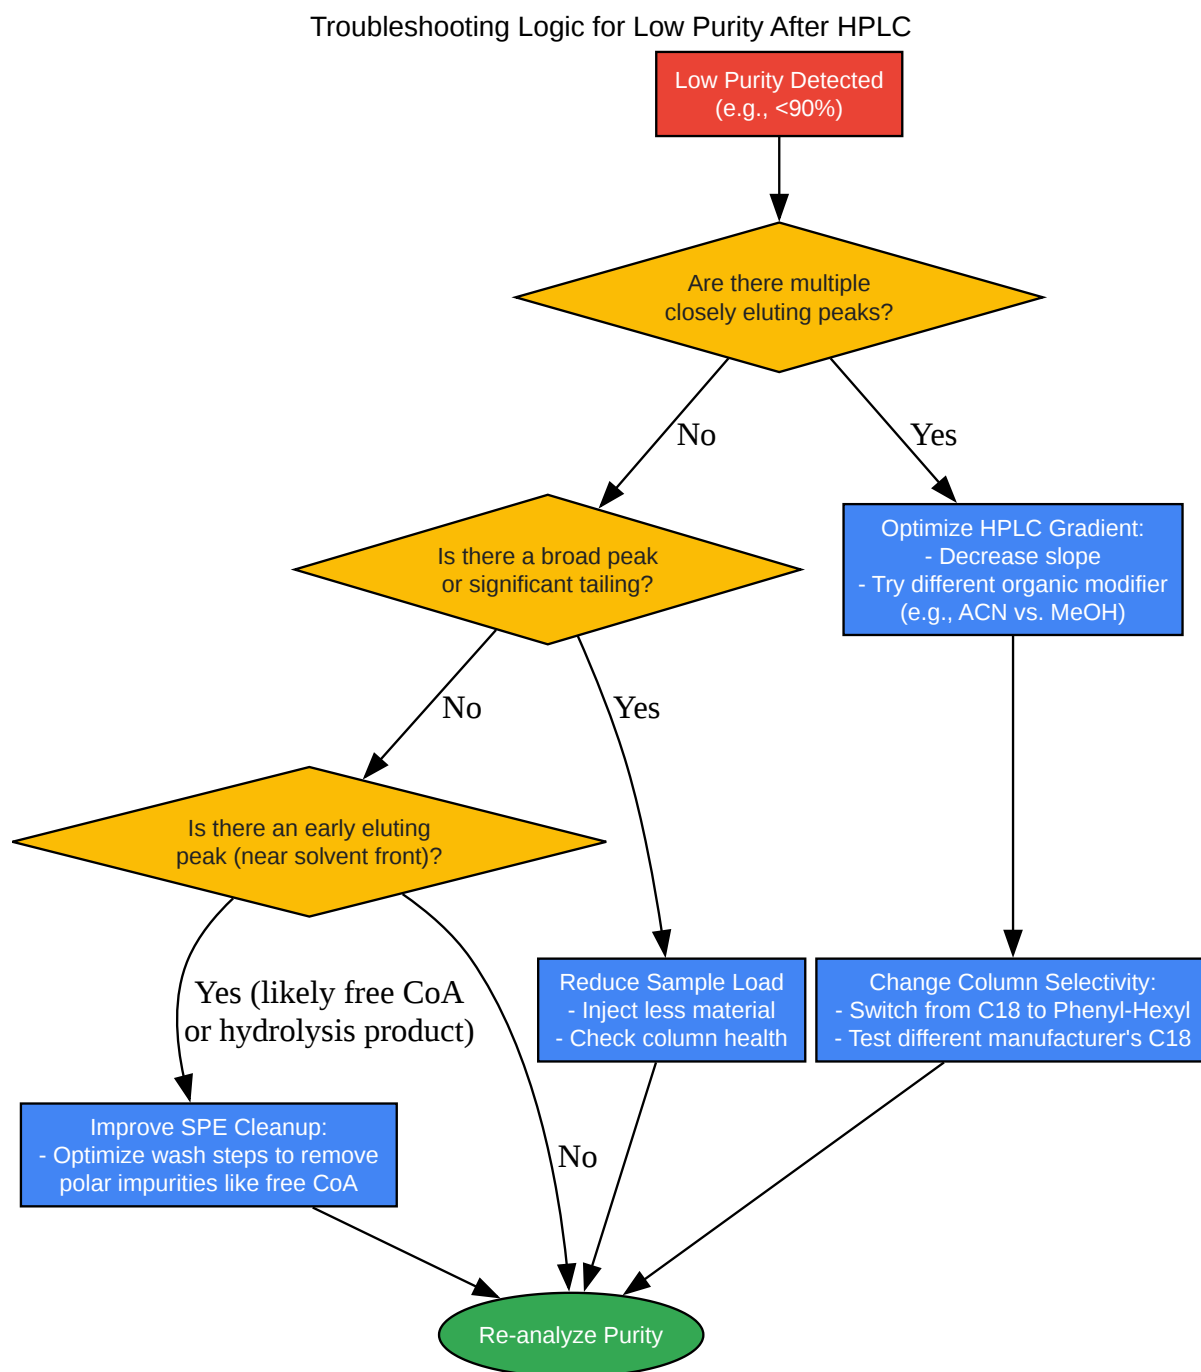 Troubleshooting Logic for Low Purity After HPLC
Low Purity Detected
(e.g., <90%)
Are there multiple
closely eluting peaks?
No
Yes
Is there a broad peak
or significant tailing?
Optimize HPLC Gradient:
- Decrease slope
- Try different organic modifier
(e.g., ACN vs. MeOH)
No
Yes
Is there an early eluting
peak (near solvent front)?
Yes (likely free CoA
or hydrolysis product)
Reduce Sample Load
- Inject less material
- Check column health
Change Column Selectivity:
- Switch from C18 to Phenyl-Hexyl
- Test different manufacturer's C18
Improve SPE Cleanup:
- Optimize wash steps to remove
polar impurities like free CoA
No
Re-analyze Purity